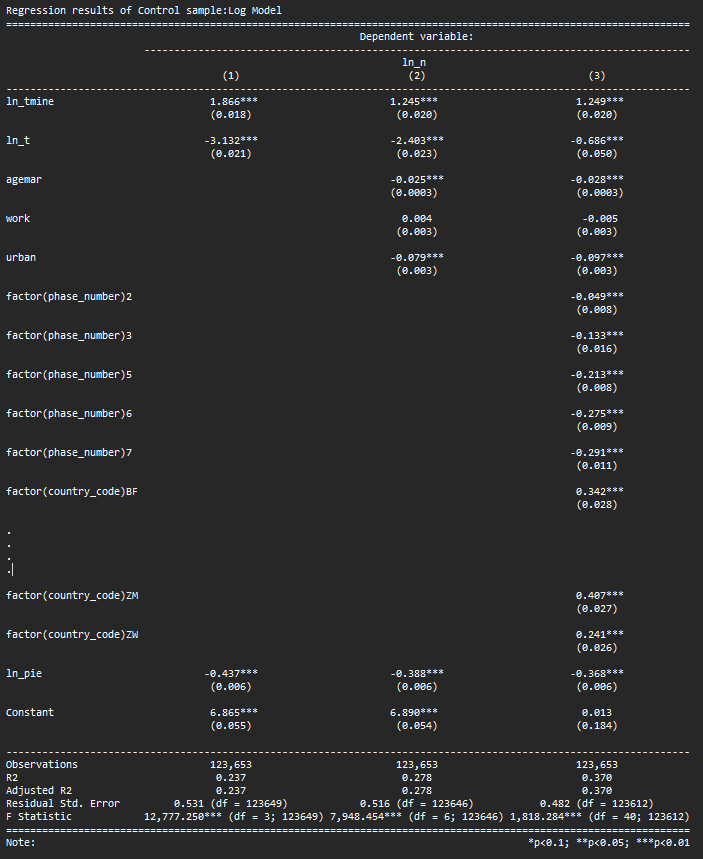 Regression results of Control sample:Log Model
==========================================================================================
Dependent variable:
------------------------------------------------------------------------------------------
ln_n
(1) (2) (3)
------------------------------------------------------------------------------------------
ln_tmine 1.866*** 1.245*** 1.249***
(0.018) (0.020) (0.020)
ln_t -3.132*** -2.403*** -0.686***
(0.021) (0.023) (0.050)
agemar -0.025*** -0.028***
(0.0003) (0.0003)
work 0.004 -0.005
(0.003) (0.003)
urban -0.079*** -0.097***
(0.003) (0.003)
factor(phase_number)2 -0.049***
(0.008)
factor(phase_number)3 -0.133***
(0.016)
factor(phase_number)5 -0.213***
(0.008)
factor(phase_number)6 -0.275***
(0.009)
factor(phase_number)7 -0.291***
(0.011)
factor(country_code)BF 0.342***
(0.028)
.
.
.
.
factor(country_code)ZM 0.407***
(0.027)
factor(country_code)ZW 0.241***
(0.026)
ln_pie -0.437*** -0.388*** -0.368***
(0.006) (0.006) (0.006)
Constant 6.865*** 6.890*** 0.013
(0.055) (0.054) (0.184)
------------------------------------------------------------------------------------------
Observations 123,653 123,653 123,653
R2 0.237 0.278 0.370
Adjusted R2 0.237 0.278 0.370
Residual Std. Error 0.531 (df = 123649) 0.516 (df = 123646) 0.482 (df = 123612)
F Statistic 12,777.250*** (df = 3; 123649) 7,948.454*** (df = 6; 123646) 1,818.284*** (df = 40; 123612)
==========================================================================================
Note: *p<0.1; **p<0.05; ***p<0.01